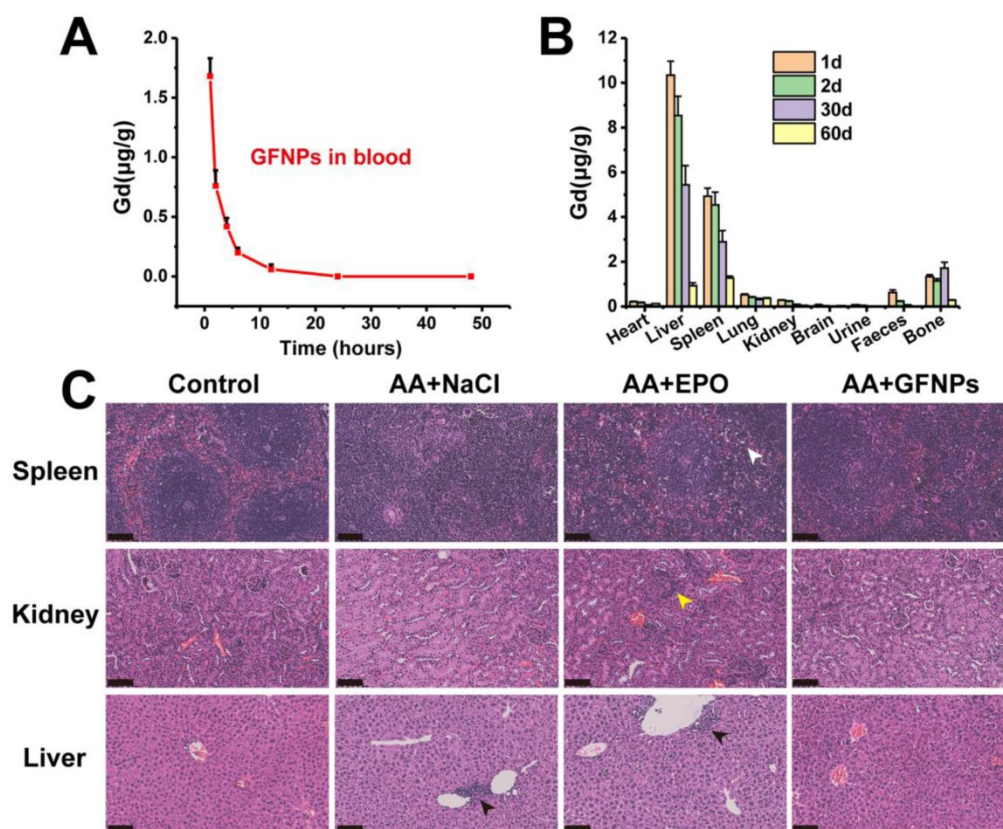 A
Gd(µg/g)
2.0
1.5
1.0
0.5
0.0
GFNPs in blood
0 10 20 30 40 50
Time (hours)
B
Gd(µg/g)
12
10
8
6
4
2
0
1d
2d
30d
60d
Heart Liver Spleen Lung Kidney Brain Urine Faeces Bone
C
Control AA+NaCl AA+EPO AA+GFNPs
Spleen
Kidney
Liver